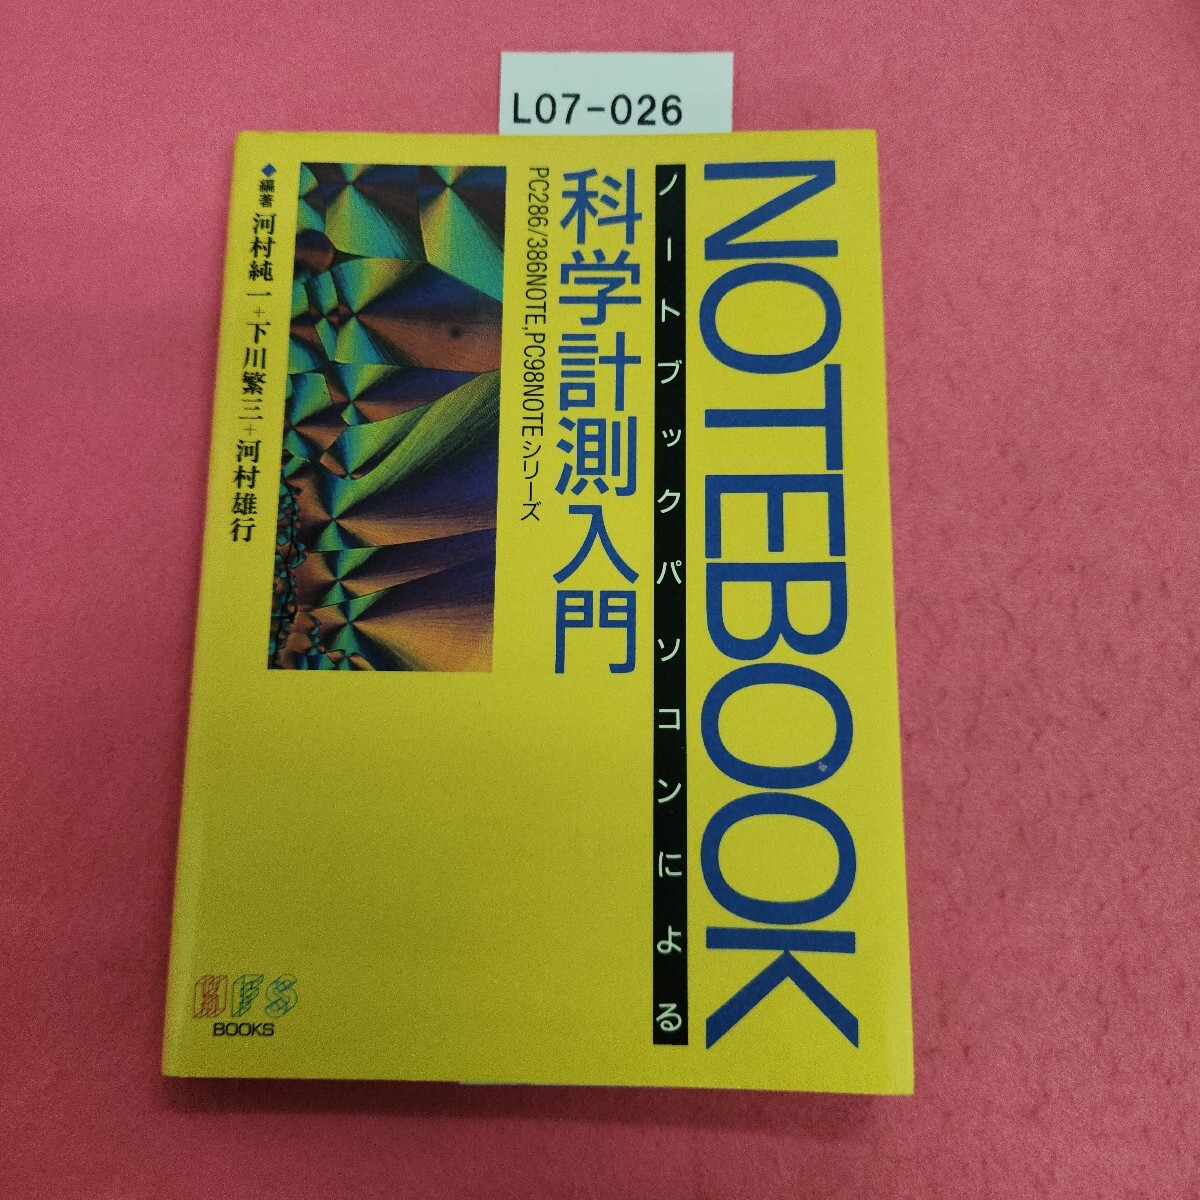 L07-026
NOTEBOOK
ノートブックパソコンによる
科学計測入門
PC286/386NOTE,PC98NOTEシリーズ
◆編著 河村純一+下川繁三+河村雄行
HFS
BOOKS